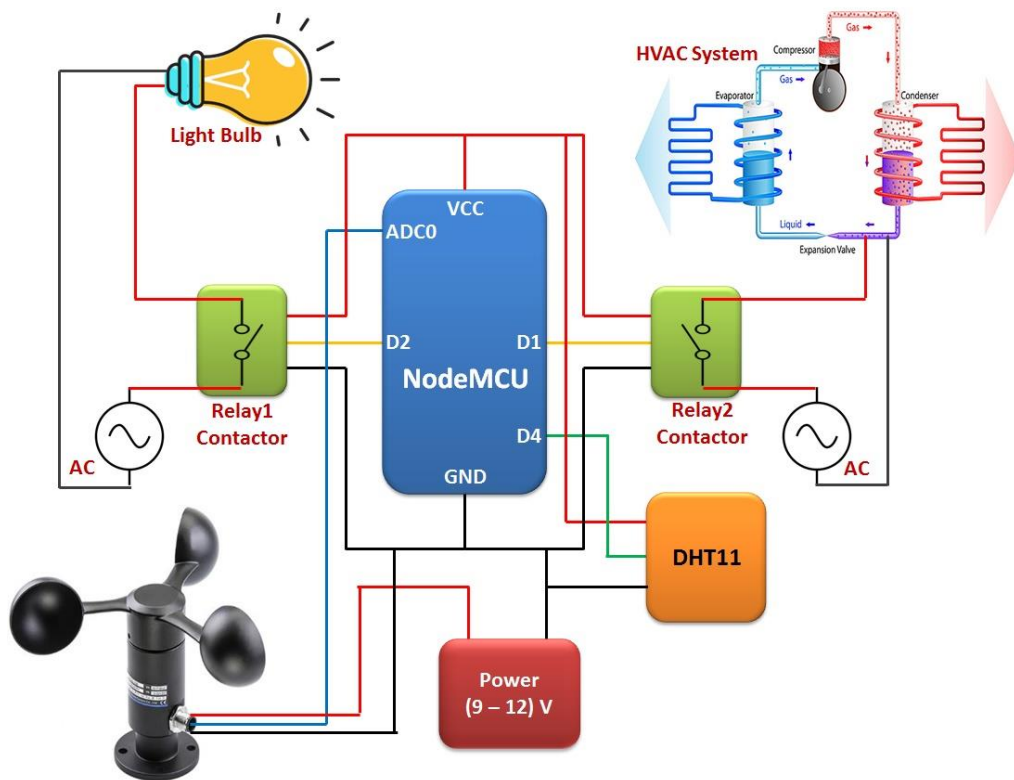 HVAC System
Gas →
Compressor
Gas →
Evaporator
Condenser
Light Bulb
VCC
ADC0
Liquid
Expansion Valve
D2
D1
NodeMCU
Relay1
Contactor
Relay2
Contactor
D4
AC
AC
GND
DHT11
Power
(9 – 12) V